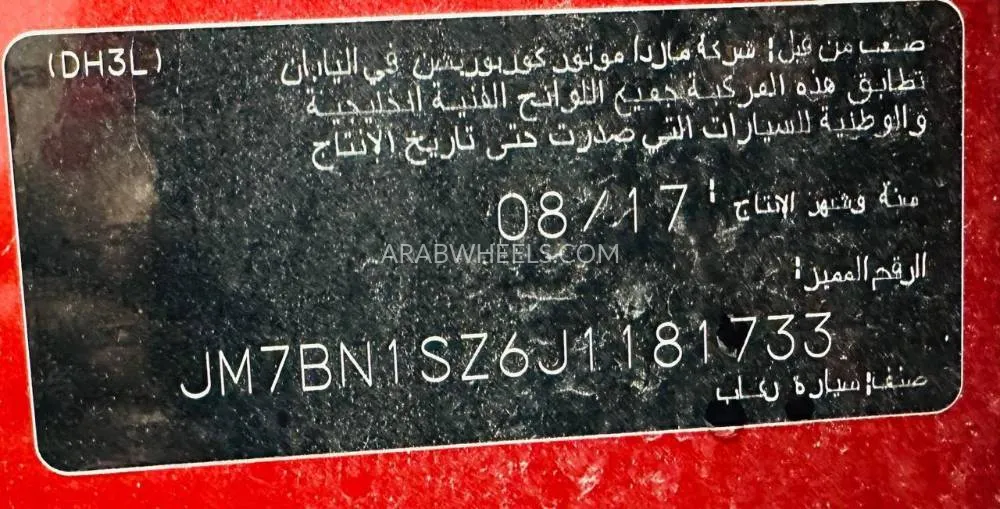 (DH3L)
صنعت من قبل: شركة مازدا موتور كوربوريشن في اليابان
تطابق هذه المركبة جميع اللوائح الفنية الخليجية
والوطنية للسيارات التي صدرت حتى تاريخ الانتاج
سنة وشهر الانتاج: 08/17
ARABWHEELS.COM
الرقم المميز:
JM7BN1SZ6J1181733
صنف: سيارة ركاب